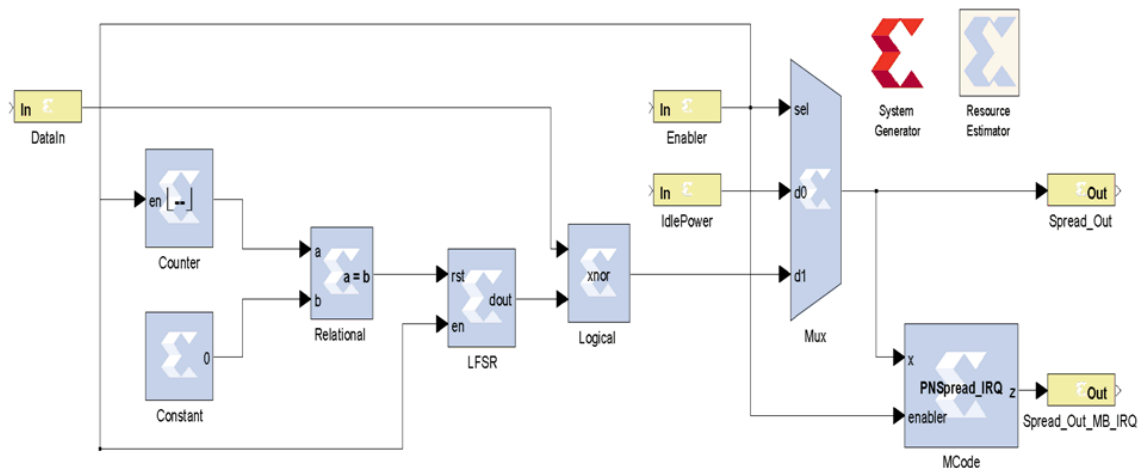 System
Generator
Resource
Estimator
In
DataIn
In
Enabler
sel
In
IdlePower
d0
d1
Mux
Out
Spread_Out
en
--
Counter
a
b
a = b
Relational
0
Constant
rst
en
dout
LFSR
xnor
Logical
x
enabler
PNSpread_IRQ
z
MCode
Out
Spread_Out_MB_IRQ